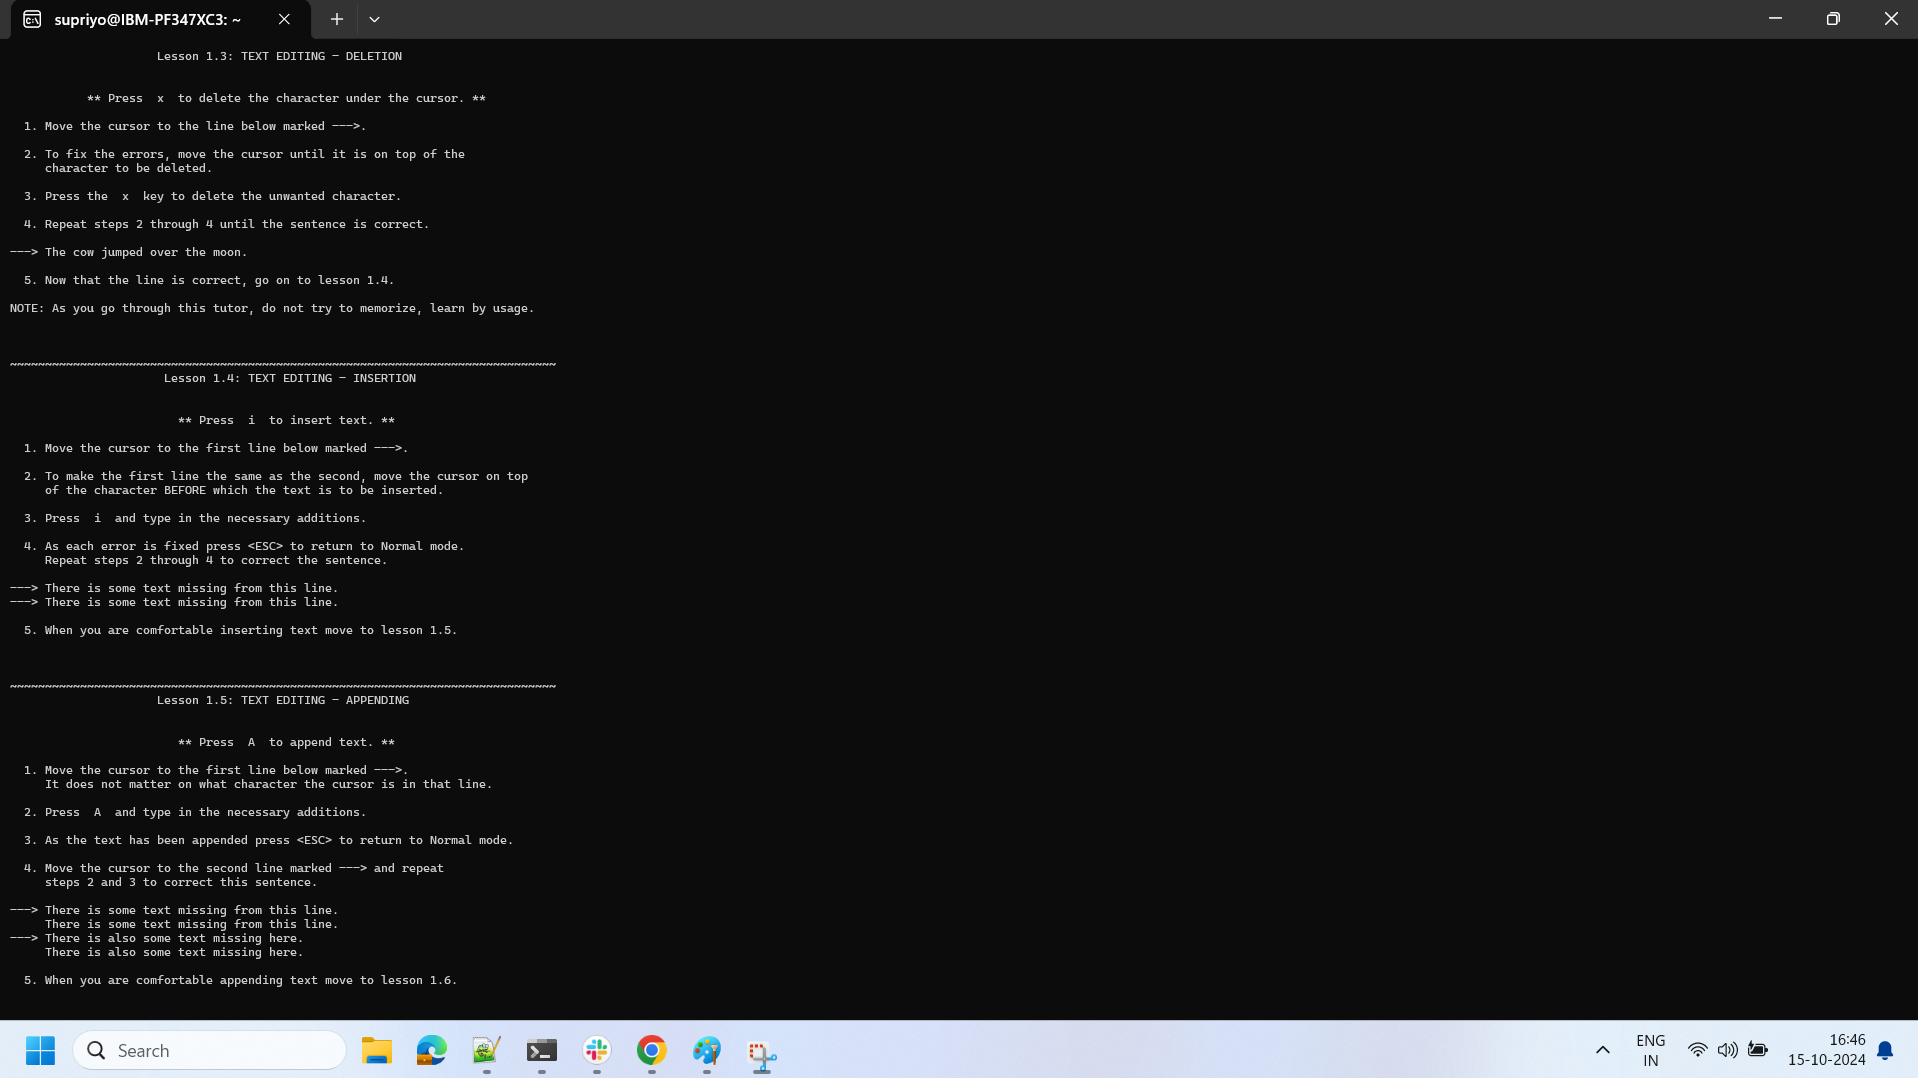 supriyo@IBM-PF347XC3: ~
Lesson 1.3: TEXT EDITING - DELETION
** Press  x  to delete the character under the cursor. **
1. Move the cursor to the line below marked --->.
2. To fix the errors, move the cursor until it is on top of the
character to be deleted.
3. Press the  x  key to delete the unwanted character.
4. Repeat steps 2 through 4 until the sentence is correct.
---> The cow jumped over the moon.
5. Now that the line is correct, go on to lesson 1.4.
NOTE: As you go through this tutor, do not try to memorize, learn by usage.
~~~~~~~~~~~~~~~~~~~~~~~~~~~~~~~~~~~~~~~~~~~~~~~~~~~~~~~~~~~~~~~~~~~~~~~~~~~~~~
Lesson 1.4: TEXT EDITING - INSERTION
** Press  i  to insert text. **
1. Move the cursor to the first line below marked --->.
2. To make the first line the same as the second, move the cursor on top
of the character BEFORE which the text is to be inserted.
3. Press  i  and type in the necessary additions.
4. As each error is fixed press <ESC> to return to Normal mode.
Repeat steps 2 through 4 to correct the sentence.
---> There is some text missing from this line.
---> There is some text missing from this line.
5. When you are comfortable inserting text move to lesson 1.5.
~~~~~~~~~~~~~~~~~~~~~~~~~~~~~~~~~~~~~~~~~~~~~~~~~~~~~~~~~~~~~~~~~~~~~~~~~~~~~~
Lesson 1.5: TEXT EDITING - APPENDING
** Press  A  to append text. **
1. Move the cursor to the first line below marked --->.
It does not matter on what character the cursor is in that line.
2. Press  A  and type in the necessary additions.
3. As the text has been appended press <ESC> to return to Normal mode.
4. Move the cursor to the second line marked ---> and repeat
steps 2 and 3 to correct this sentence.
---> There is some text missing from this line.
There is some text missing from this line.
---> There is also some text missing here.
There is also some text missing here.
5. When you are comfortable appending text move to lesson 1.6.
Search
ENG
IN
16:46
15-10-2024